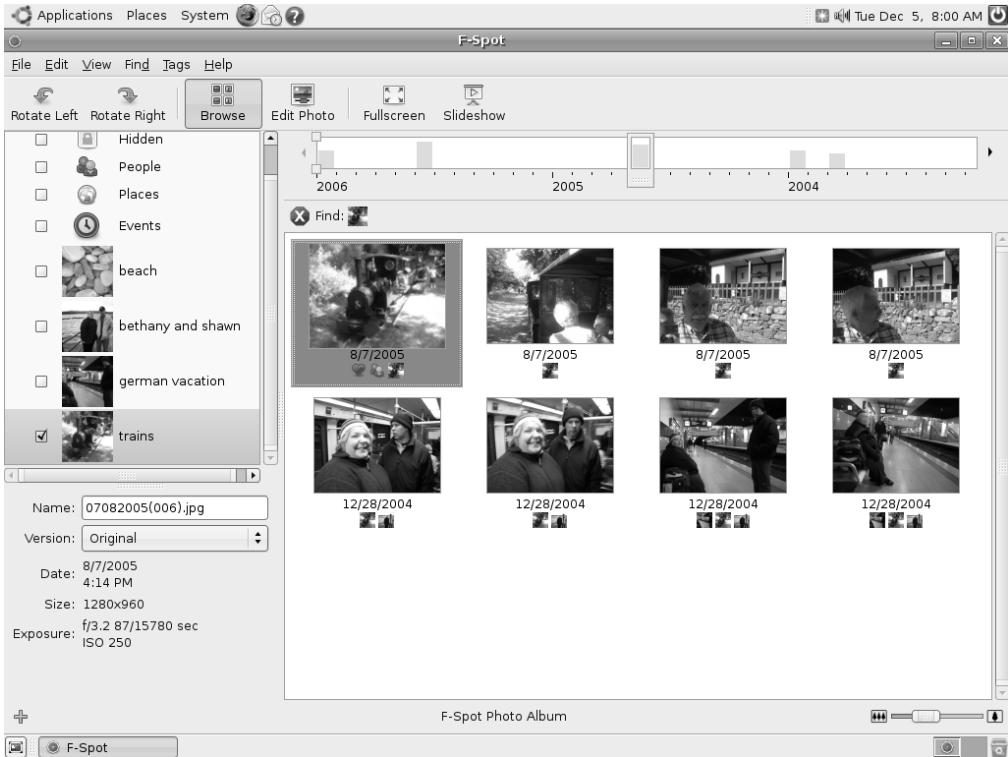 Applications Places System Tue Dec 5, 8:00 AM
F-Spot
File Edit View Find Tags Help
Rotate Left Rotate Right Browse Edit Photo Fullscreen Slideshow
Hidden
People
Places
Events
beach
bethany and shawn
german vacation
trains
Name: 07082005(006).jpg
Version: Original
Date: 8/7/2005
4:14 PM
Size: 1280x960
Exposure: f/3.2 87/15780 sec
ISO 250
2006 2005 2004
Find:
8/7/2005 8/7/2005 8/7/2005 8/7/2005
12/28/2004 12/28/2004 12/28/2004 12/28/2004
F-Spot Photo Album
F-Spot